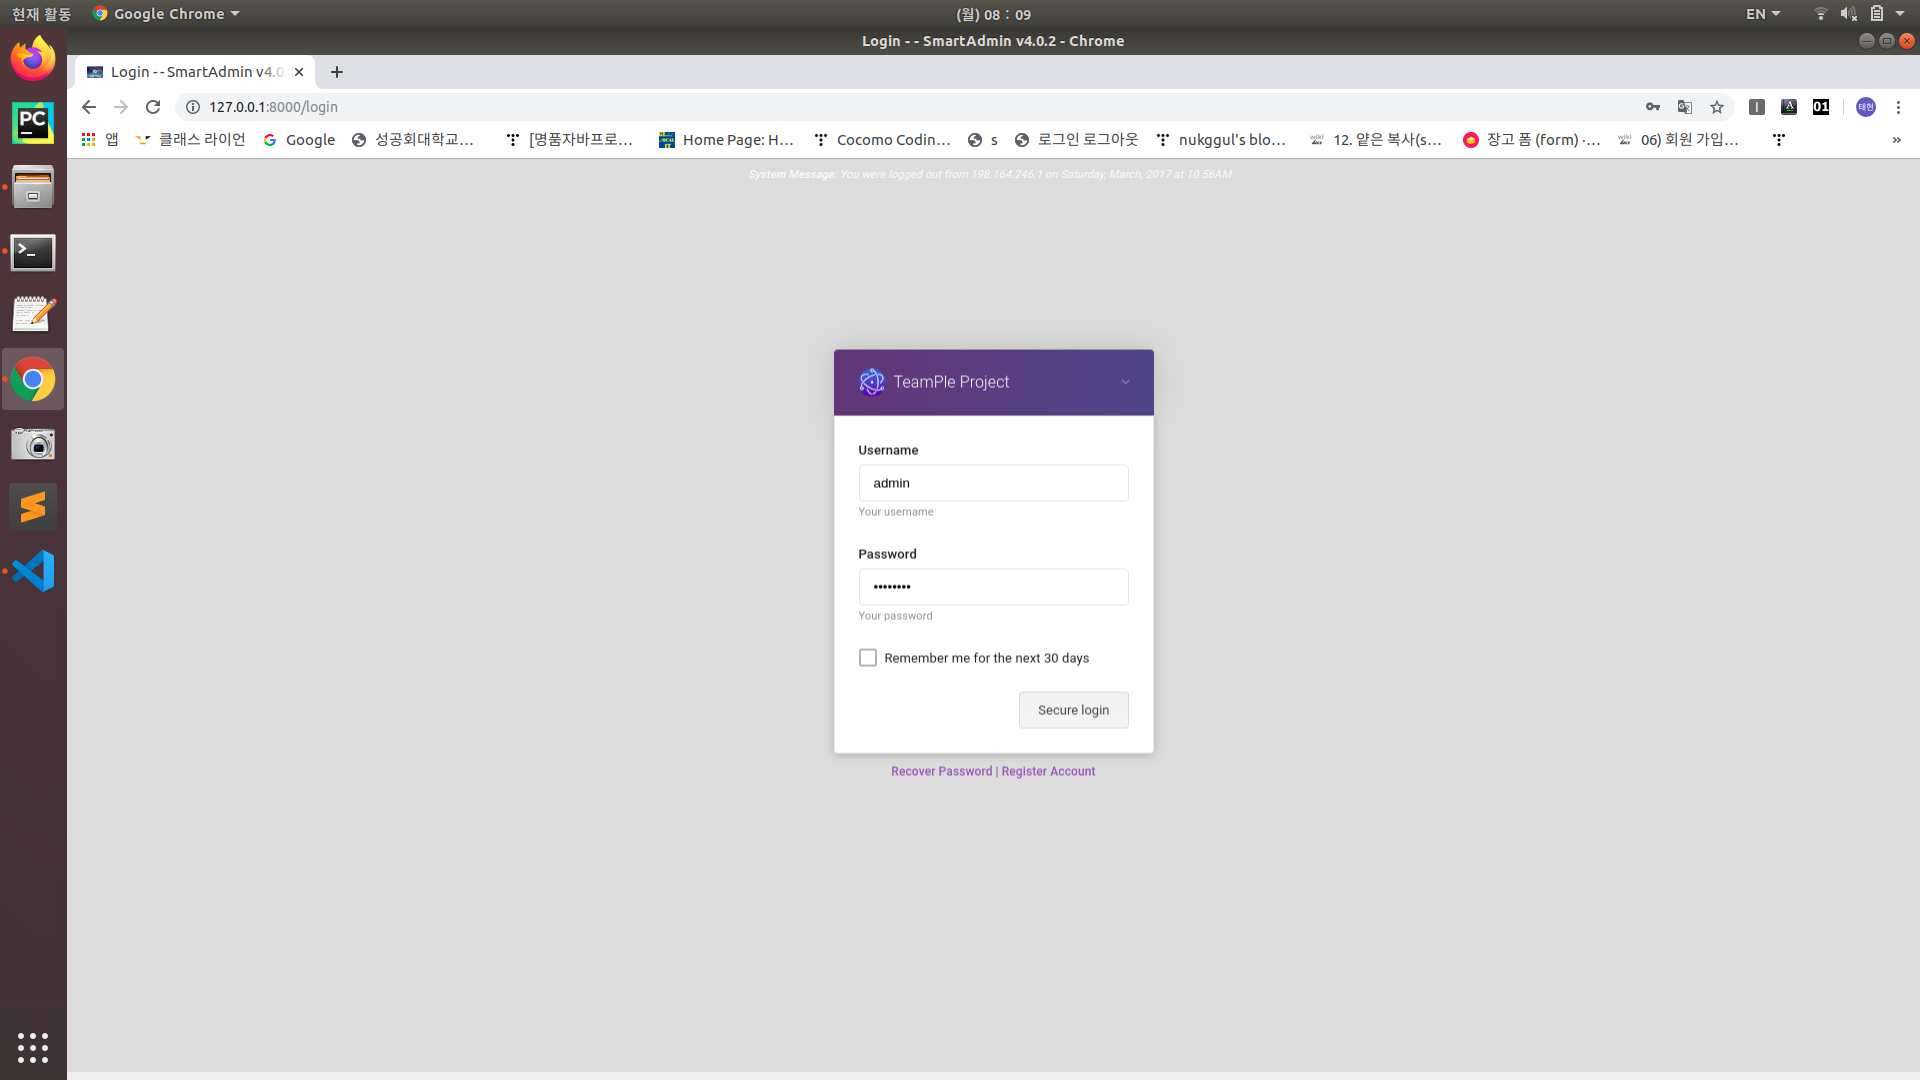 현재 활동 Google Chrome (월) 08 : 09 EN
Login - - SmartAdmin v4.0.2 - Chrome
Login - - SmartAdmin v4.0
127.0.0.1:8000/login 01 태현
앱 클래스 라이언 Google 성공회대학교... [명품자바프로... Home Page: H... Cocomo Codin... s 로그인 로그아웃 nukggul's blo... 12. 얕은 복사(s... 장고 폼 (form) ·... 06) 회원 가입... »
System Message: You were logged out from 198.164.246.1 on Saturday, March, 2017 at 10.56AM
TeamPle Project
Username
admin
Your username
Password
••••••••
Your password
Remember me for the next 30 days
Secure login
Recover Password | Register Account